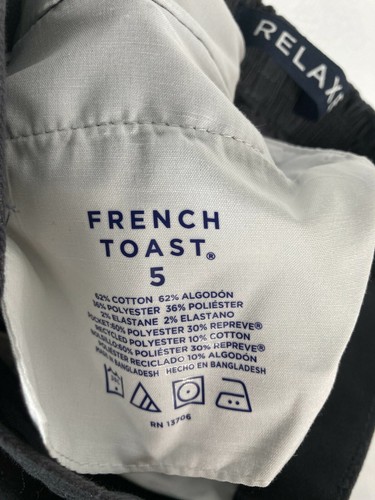 RELAX
FRENCH
TOAST®
5
62% COTTON 62% ALGODÓN
36% POLYESTER 36% POLIÉSTER
2% ELASTANE 2% ELASTANO
POCKET:60% POLYESTER 30% REPREVE®
RECYCLED POLYESTER 10% COTTON
BOLSILLO:60% POLIÉSTER 30% REPREVE®
POLIESTER RECICLADO 10% ALGODÓN
MADE IN BANGLADESH HECHO EN BANGLADESH
RN 13706